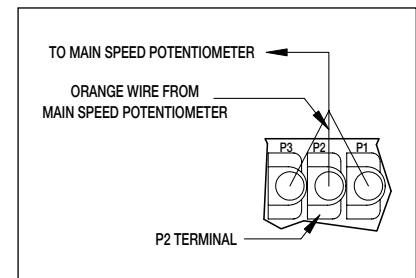 TO MAIN SPEED POTENTIOMETER
ORANGE WIRE FROM
MAIN SPEED POTENTIOMETER
P3 P2 P1
P2 TERMINAL